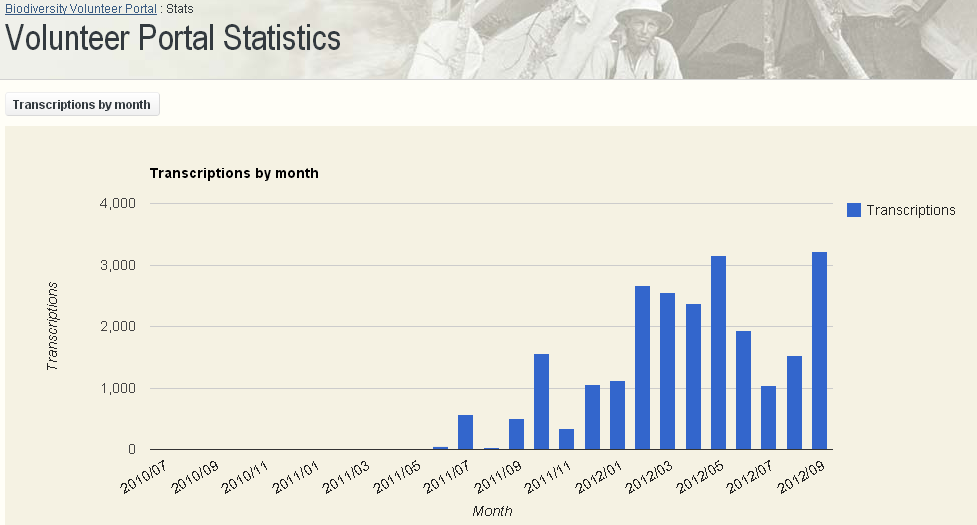 Biodiversity Volunteer Portal : Stats
Volunteer Portal Statistics
Transcriptions by month
Transcriptions by month
4,000
3,000
2,000
1,000
0
Transcriptions
Transcriptions
2010/07 2010/09 2010/11 2011/01 2011/03 2011/05 2011/07 2011/09 2011/11 2012/01 2012/03 2012/05 2012/07 2012/09
Month